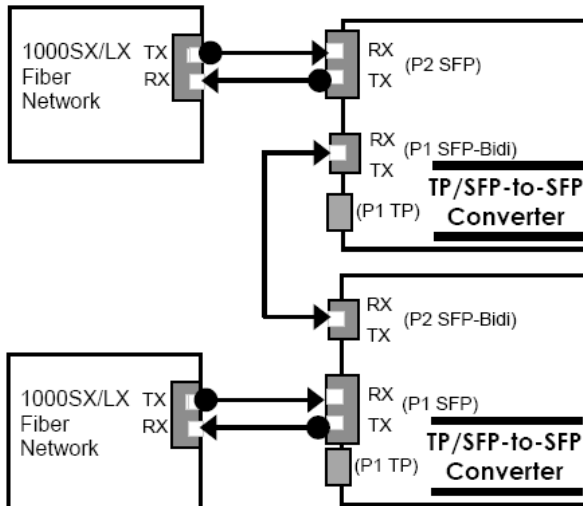 1000SX/LX TX
Fiber RX
Network
RX
TX
(P2 SFP)
RX
TX
(P1 SFP-Bidi)
(P1 TP)
TP/SFP-to-SFP
Converter
RX
TX
(P2 SFP-Bidi)
1000SX/LX TX
Fiber RX
Network
RX
TX
(P1 SFP)
(P1 TP)
TP/SFP-to-SFP
Converter